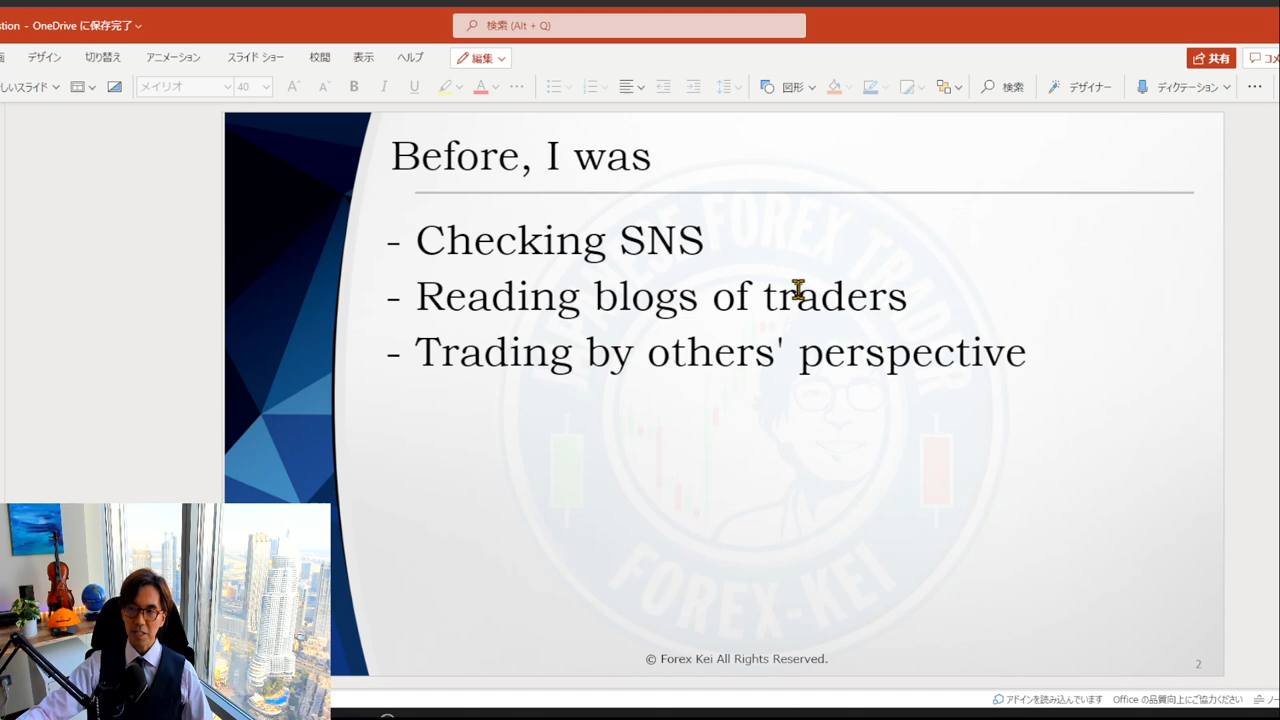 stion - OneDrive に保存完了
検索 (Alt + Q)
デザイン 切り替え アニメーション スライド ショー 校閲 表示 ヘルプ 編集 共有
しいスライド メイリオ 40 B I U A 図形 検索 デザイナー ディクテーション
Before, I was
- Checking SNS
- Reading blogs of traders
- Trading by others' perspective
JAPANESE FOREX TRADER
FOREX-KEI
© Forex Kei All Rights Reserved.
2
アドインを読み込んでいます Office の品質向上にご協力ください